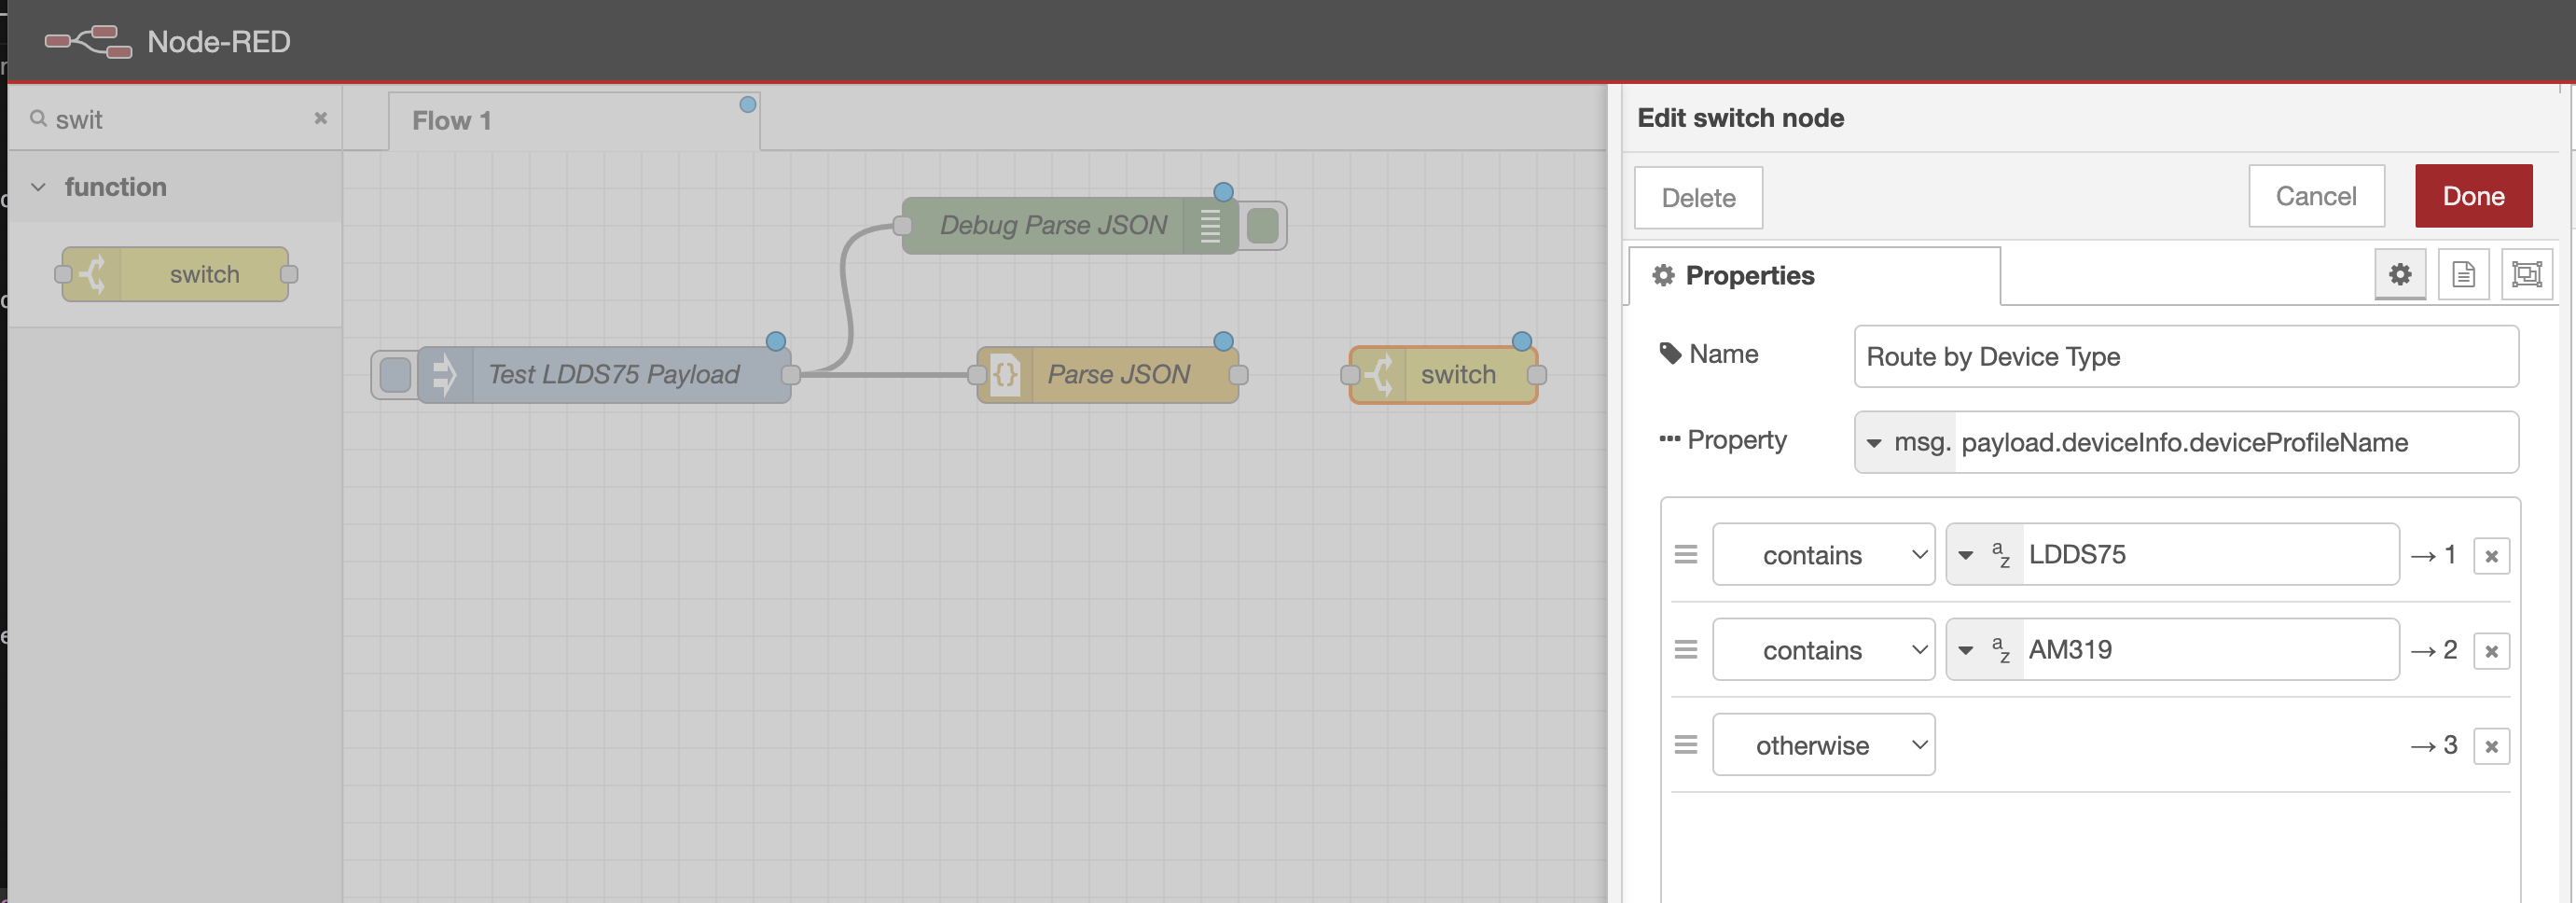 Node-RED
swit
Flow 1
Edit switch node
function
Delete
Cancel
Done
switch
Debug Parse JSON
Properties
Test LDDS75 Payload
Parse JSON
switch
Name
Route by Device Type
Property
msg. payload.deviceInfo.deviceProfileName
contains
az LDDS75
→ 1
contains
az AM319
→ 2
otherwise
→ 3